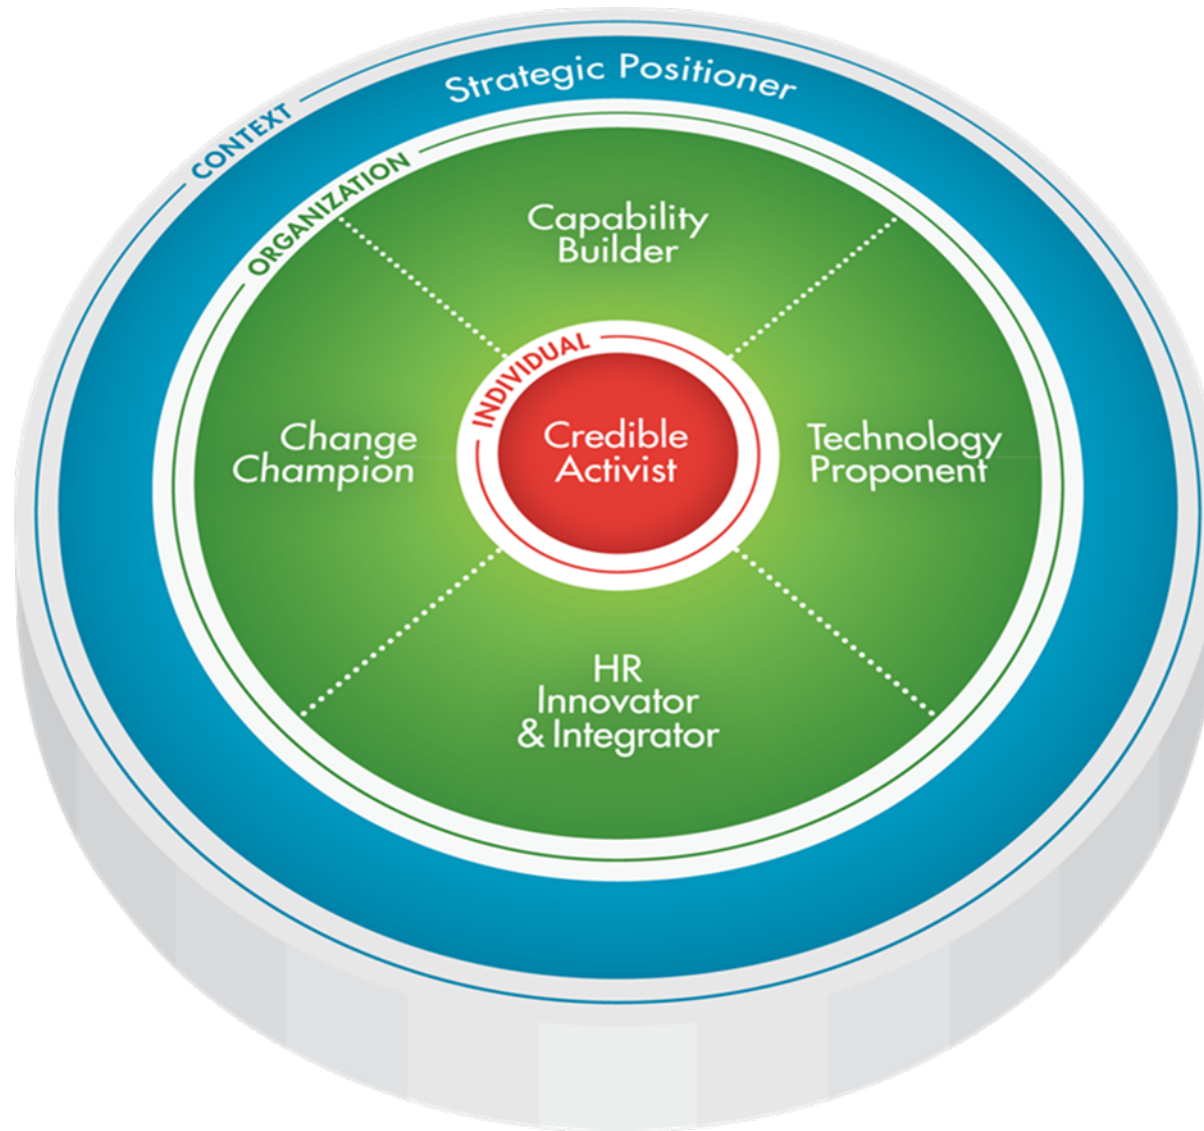 CONTEXT
Strategic Positioner
ORGANIZATION
Capability
Builder
INDIVIDUAL
Change
Champion
Credible
Activist
Technology
Proponent
HR
Innovator
& Integrator